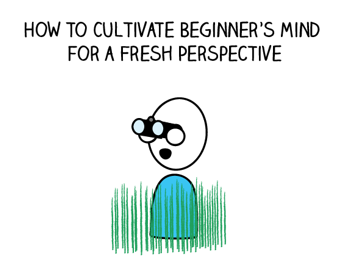 HOW TO CULTIVATE BEGINNER'S MIND
FOR A FRESH PERSPECTIVE